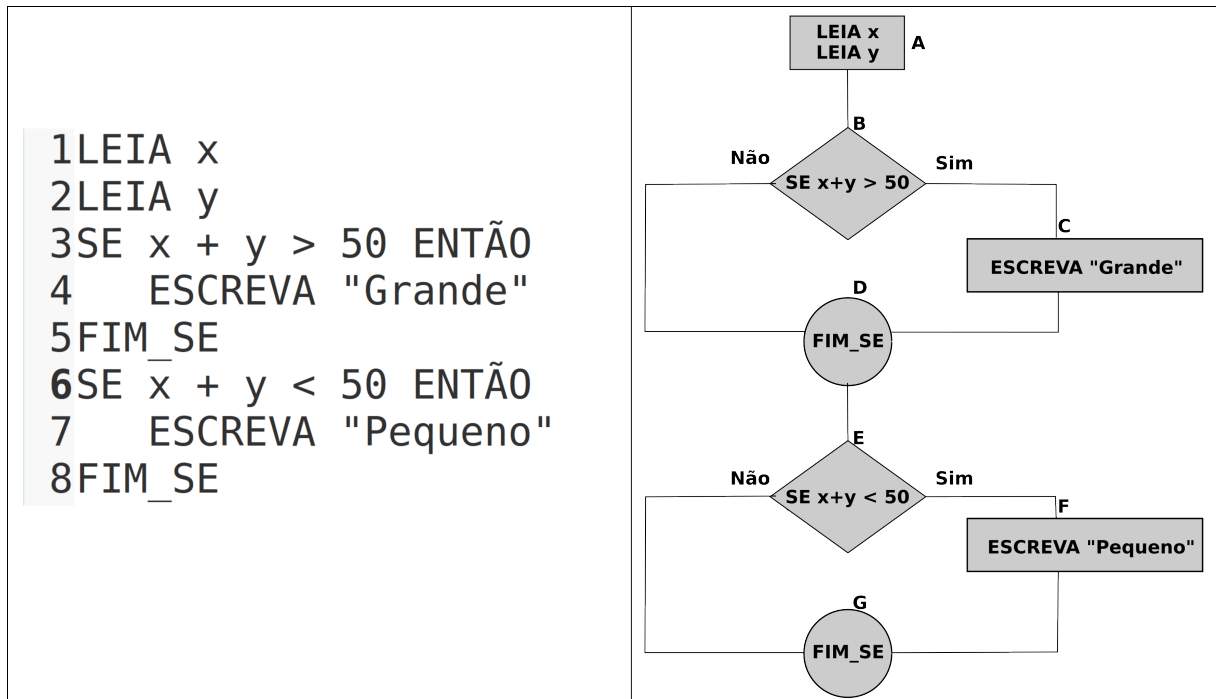 1LEIA x
2LEIA y
3SE x + y > 50 ENTÃO
4   ESCREVA "Grande"
5FIM_SE
6SE x + y < 50 ENTÃO
7   ESCREVA "Pequeno"
8FIM_SE
LEIA x
LEIA y
A
B
Não
Sim
SE x+y > 50
C
ESCREVA "Grande"
D
FIM_SE
E
Não
Sim
SE x+y < 50
F
ESCREVA "Pequeno"
G
FIM_SE